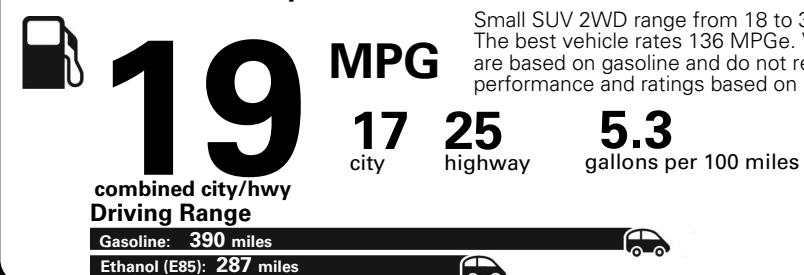 Small SUV 2WD range from 18 to
The best vehicle rates 136 MPGe.
are based on gasoline and do not
performance and ratings based on
19 MPG
17 25 5.3
city highway gallons per 100 miles
combined city/hwy
Driving Range
Gasoline: 390 miles
Ethanol (E85): 287 miles